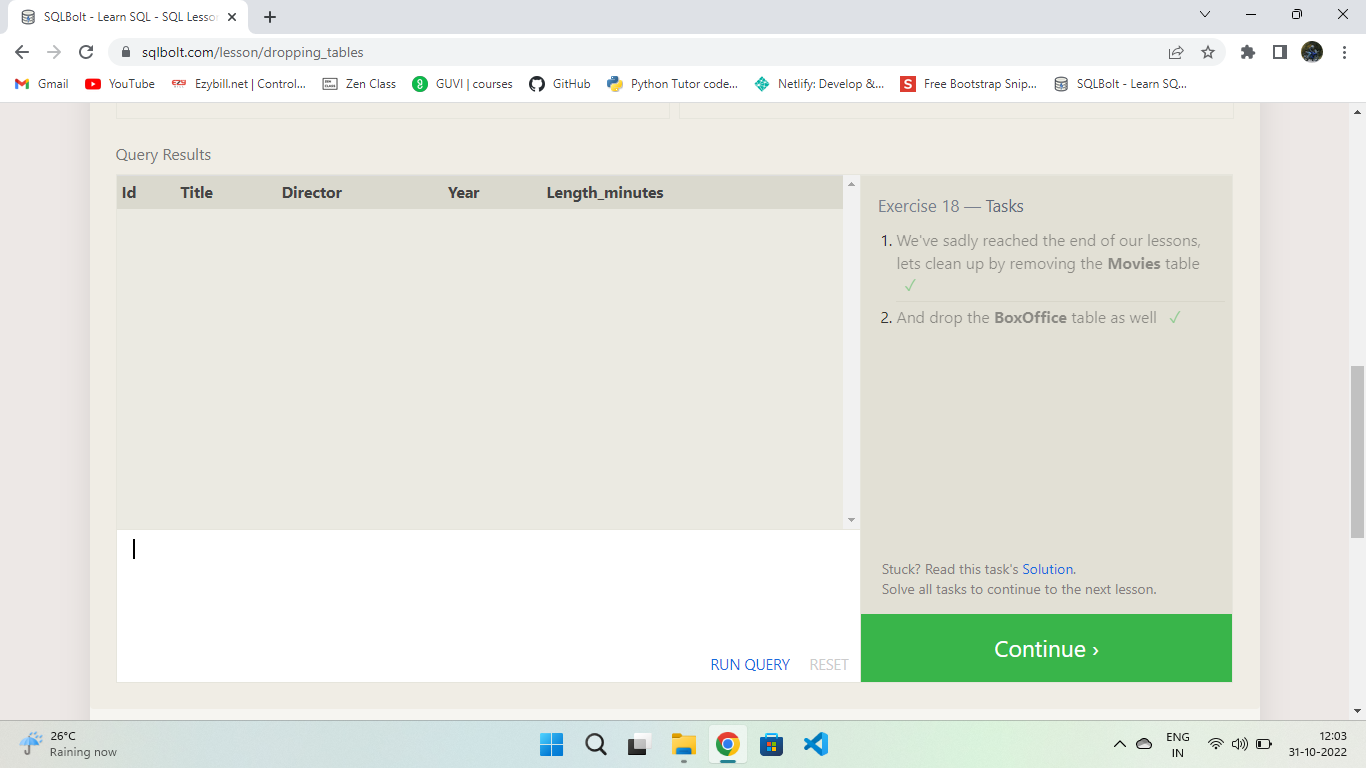 SQLBolt - Learn SQL - SQL Lesso
sqlbolt.com/lesson/dropping_tables
Gmail YouTube Ezybill.net | Control... Zen Class GUVI | courses GitHub Python Tutor code... Netlify: Develop &... Free Bootstrap Snip... SQLBolt - Learn SQ...
Query Results
Id Title Director Year Length_minutes
Exercise 18 — Tasks
1. We've sadly reached the end of our lessons,
lets clean up by removing the Movies table
✓
2. And drop the BoxOffice table as well ✓
Stuck? Read this task's Solution.
Solve all tasks to continue to the next lesson.
RUN QUERY RESET
Continue ›
26°C
Raining now
ENG
IN
12:03
31-10-2022